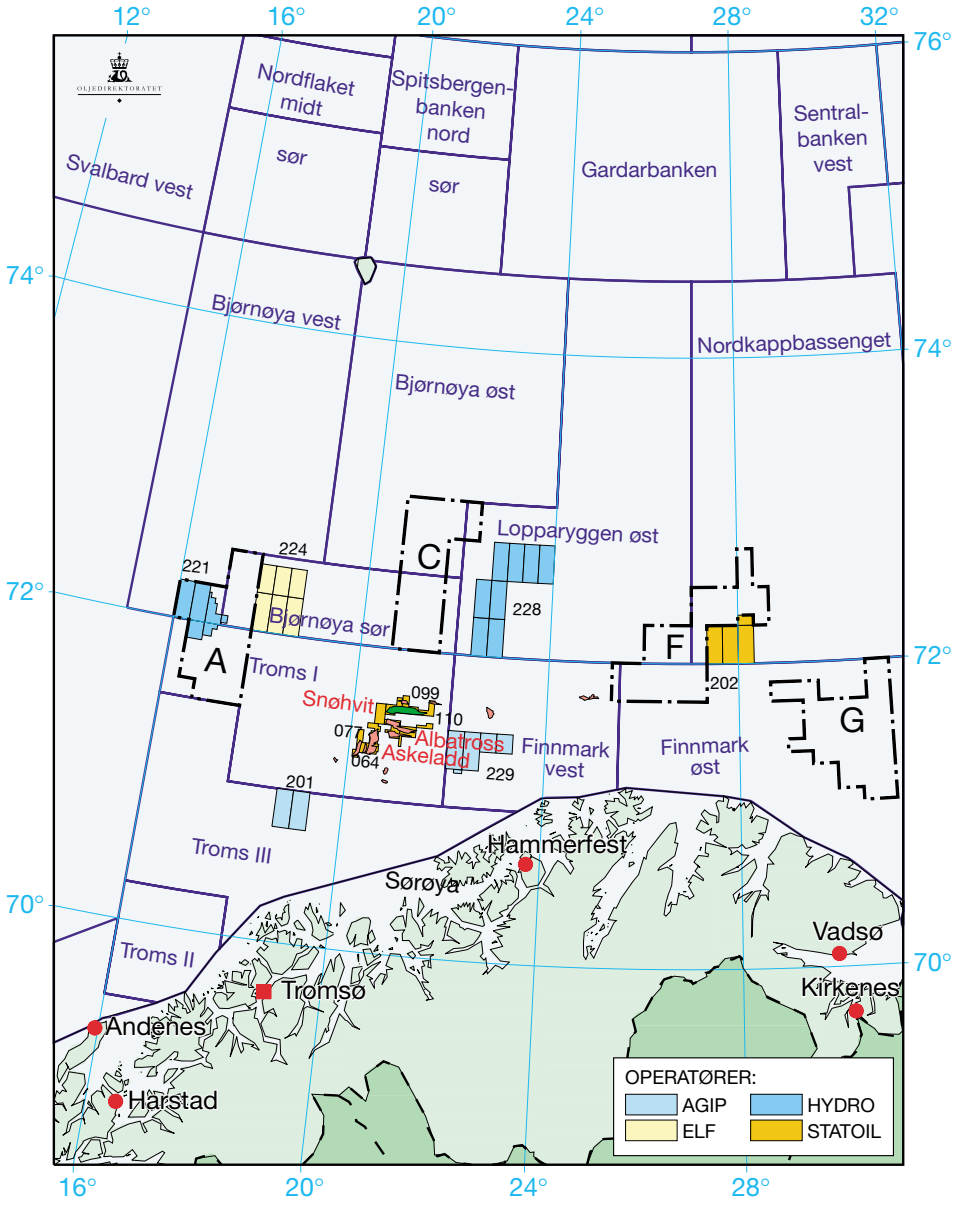 12°
16°
20°
24°
28°
32°
76°
OLJEDIREKTORATET
Nordflaket
midt
Spitsbergen-
banken
nord
Sentral-
banken
vest
Svalbard vest
sør
sør
Gardarbanken
74°
Bjørnøya vest
Nordkappbassenget
74°
Bjørnøya øst
Lopparyggen øst
C
224
221
72°
228
Bjørnøya sør
F
72°
A
Troms I
202
099
Snøhvit
110
G
077
Albatross
Askeladd
064
Finnmark
vest
Finnmark
øst
229
201
Troms III
Hammerfest
Sørøya
70°
Vadsø
Troms II
70°
Tromsø
Kirkenes
Andenes
Harstad
OPERATØRER:
AGIP
HYDRO
ELF
STATOIL
16°
20°
24°
28°